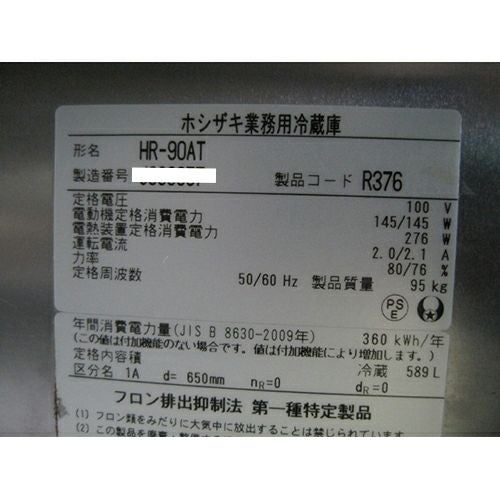 ホシザキ業務用冷蔵庫
形名 HR-90AT
製造番号
製品コード R376
定格電圧 100 V
電動機定格消費電力 145/145 W
電熱装置定格消費電力 276 W
運転電流 2.0/2.1 A
力率 80/76 %
定格周波数 50/60 Hz 製品質量 95 kg
PS
E
年間消費電力量(JIS B 8630-2009年) 360 kWh/年
(この値は付加機能のない場合です。値は付加機能により増加します。)
定格内容積 冷蔵 589 L
区分名 1A d= 650mm nR=0 dR=0
フロン排出抑制法 第一種特定製品
(1) フロン類をみだりに大気中に放出することは禁じられています。
(2) この製品を廃棄・整備する